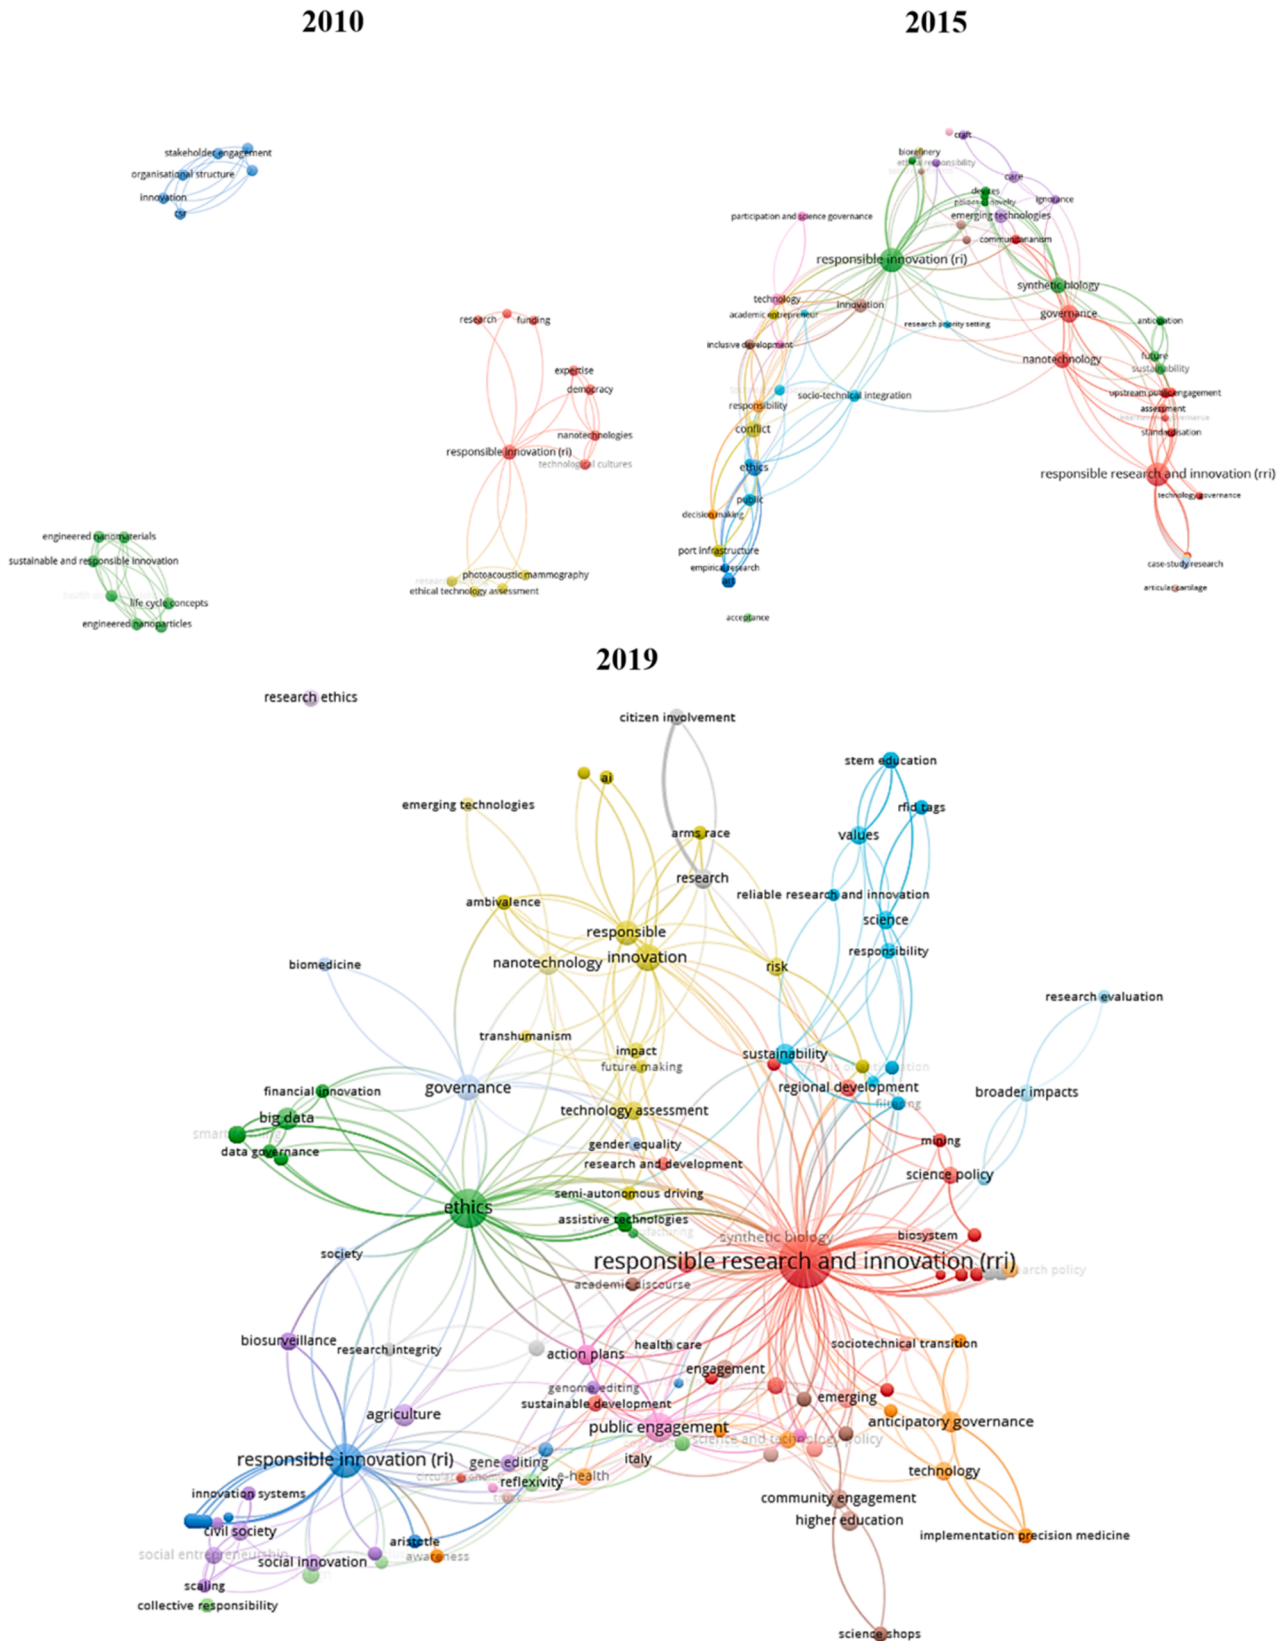 2010
2015
stakeholder engagement
organisational structure
innovation
csr
research
funding
expertise
democracy
nanotechnologies
responsible innovation (ri)
technological cultures
engineered nanomaterials
sustainable and responsible innovation
life cycle concepts
engineered nanoparticles
photoacoustic mammography
ethical technology assessment
craft
biorefinery
ethical responsibility
care
devices
ignorance
participation and science governance
emerging technologies
communitarianism
responsible innovation (ri)
synthetic biology
technology
innovation
governance
academic entrepreneur
research priority setting
anticipation
inclusive development
nanotechnology
future
sustainability
socio-technical integration
upstream public engagement
responsibility
assessment
conflict
standardisation
ethics
responsible research and innovation (rri)
public
technology governance
decision making
port infrastructure
empirical research
art
case-study research
articular cartilage
acceptance
2019
research ethics
citizen involvement
stem education
ai
emerging technologies
rfid tags
arms race
values
research
reliable research and innovation
ambivalence
science
responsible
innovation
responsibility
biomedicine
nanotechnology
risk
research evaluation
transhumanism
impact
future making
sustainability
governance
regional development
financial innovation
broader impacts
filtering
big data
technology assessment
data governance
gender equality
mining
research and development
science policy
semi-autonomous driving
ethics
assistive technologies
synthetic biology
biosystem
society
responsible research and innovation (rri)
academic discourse
biosurveillance
research integrity
health care
sociotechnical transition
action plans
engagement
genome editing
sustainable development
emerging
agriculture
public engagement
anticipatory governance
science and technology policy
responsible innovation (ri)
gene editing
italy
technology
reflexivity
e-health
innovation systems
community engagement
higher education
civil society
aristotle
implementation precision medicine
social entrepreneurship
social innovation
awareness
scaling
collective responsibility
science shops